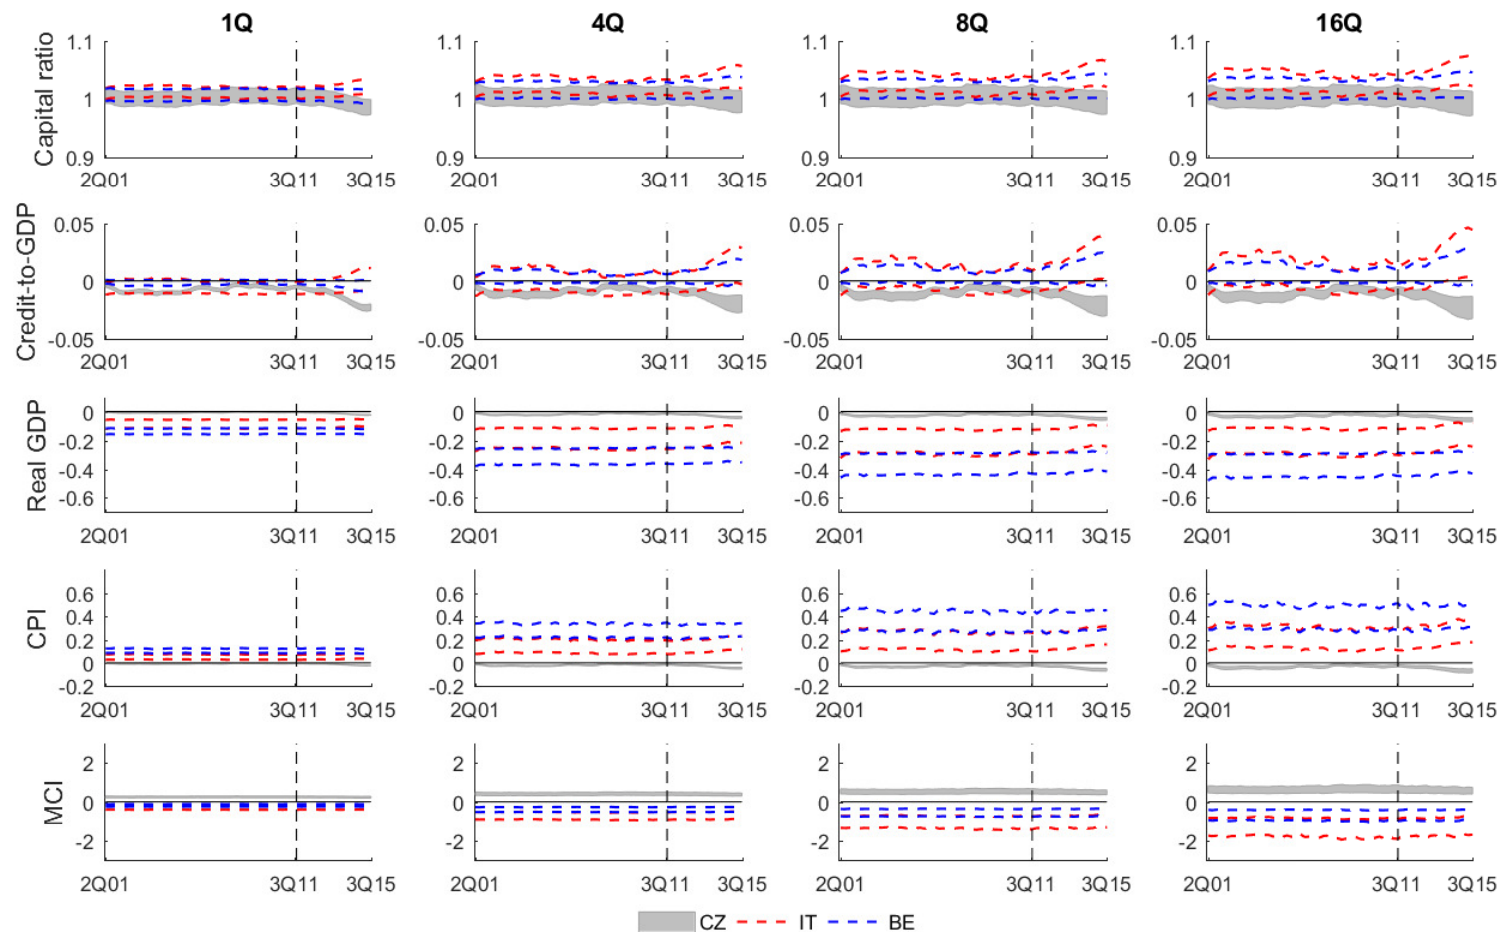 1Q 4Q 8Q 16Q
Capital ratio
1.1 1.1 1.1 1.1
1 1 1 1
0.9 0.9 0.9 0.9
2Q01 3Q11 3Q15 2Q01 3Q11 3Q15 2Q01 3Q11 3Q15 2Q01 3Q11 3Q15
Credit-to-GDP
0.05 0.05 0.05 0.05
0 0 0 0
-0.05 -0.05 -0.05 -0.05
2Q01 3Q11 3Q15 2Q01 3Q11 3Q15 2Q01 3Q11 3Q15 2Q01 3Q11 3Q15
Real GDP
0 0 0 0
-0.2 -0.2 -0.2 -0.2
-0.4 -0.4 -0.4 -0.4
-0.6 -0.6 -0.6 -0.6
2Q01 3Q11 3Q15 2Q01 3Q11 3Q15 2Q01 3Q11 3Q15 2Q01 3Q11 3Q15
CPI
0.6 0.6 0.6 0.6
0.4 0.4 0.4 0.4
0.2 0.2 0.2 0.2
0 0 0 0
-0.2 -0.2 -0.2 -0.2
2Q01 3Q11 3Q15 2Q01 3Q11 3Q15 2Q01 3Q11 3Q15 2Q01 3Q11 3Q15
MCI
2 2 2 2
0 0 0 0
-2 -2 -2 -2
2Q01 3Q11 3Q15 2Q01 3Q11 3Q15 2Q01 3Q11 3Q15 2Q01 3Q11 3Q15
CZ IT BE